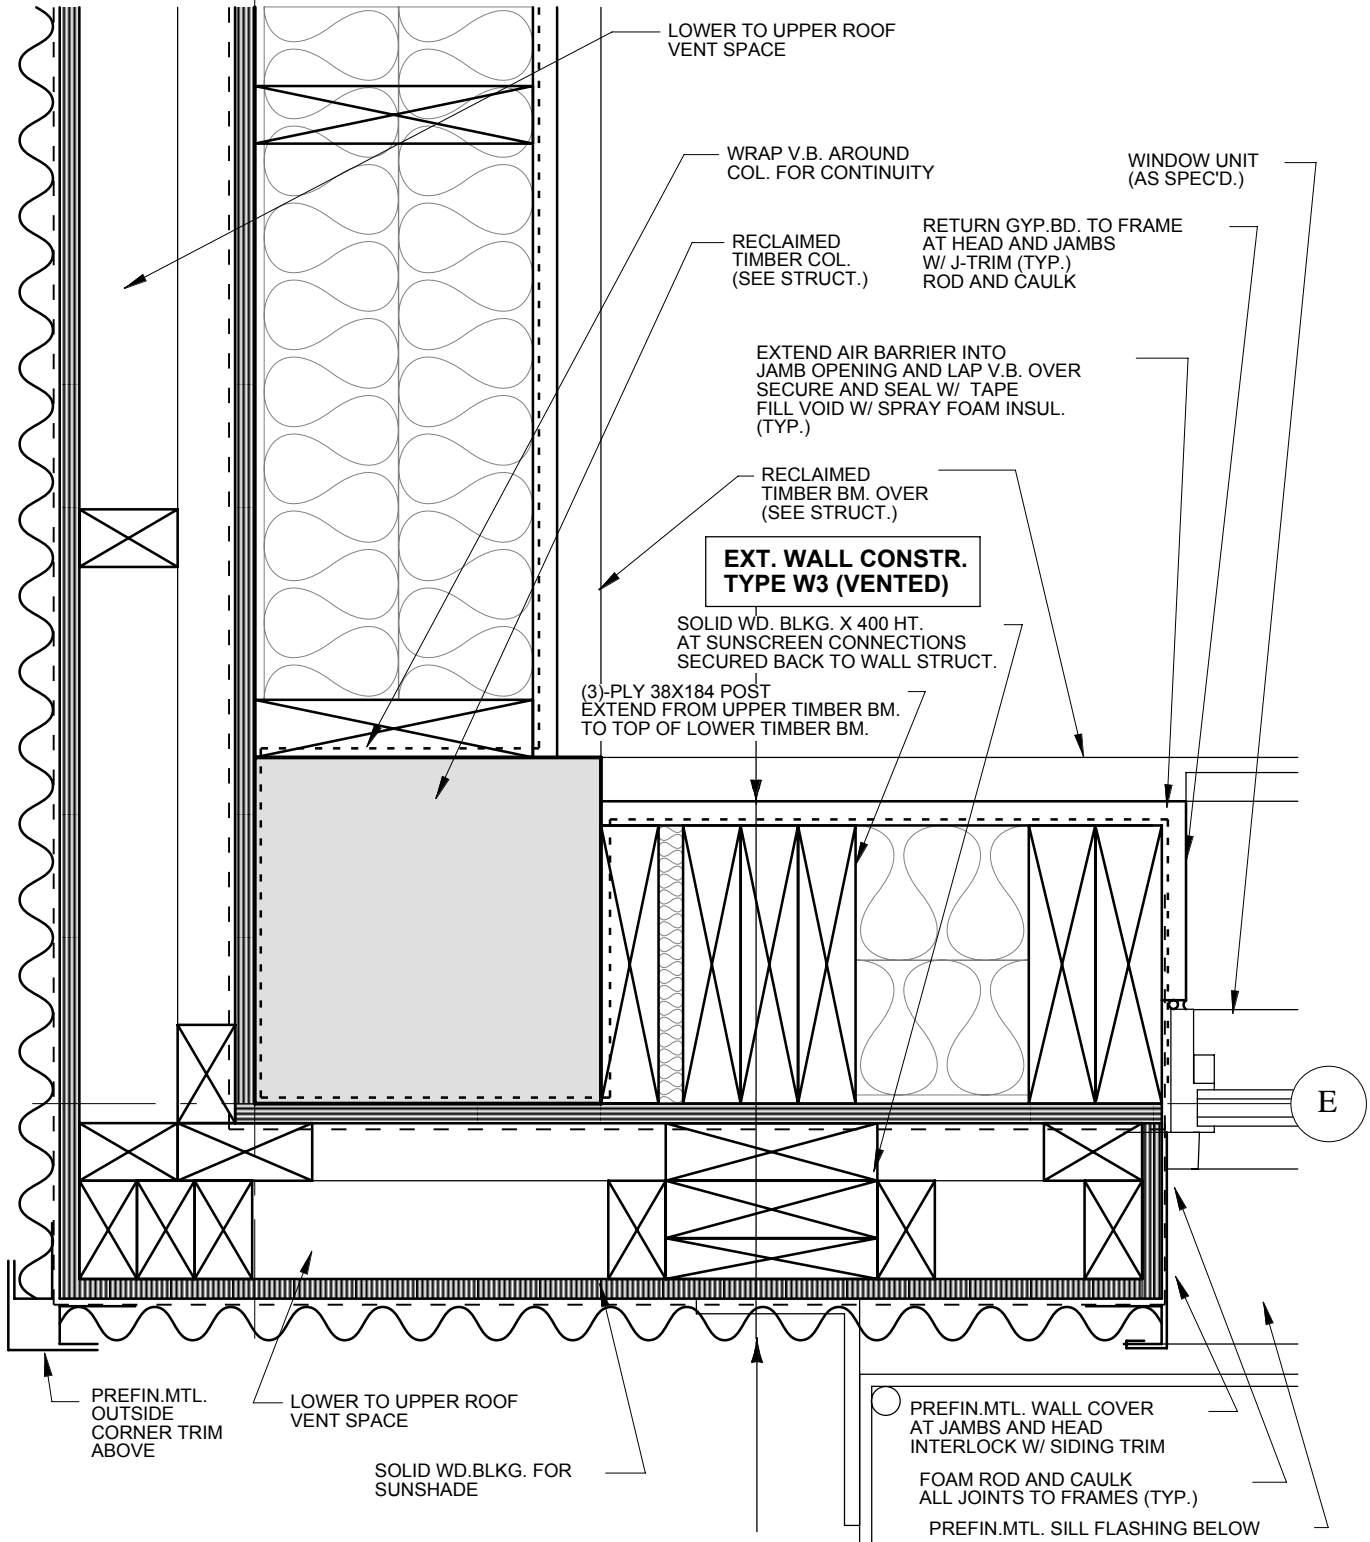 LOWER TO UPPER ROOF
VENT SPACE
WRAP V.B. AROUND
COL. FOR CONTINUITY
WINDOW UNIT
(AS SPEC'D.)
RECLAIMED
TIMBER COL.
(SEE STRUCT.)
RETURN GYP.BD. TO FRAME
AT HEAD AND JAMBS
W/ J-TRIM (TYP.)
ROD AND CAULK
EXTEND AIR BARRIER INTO
JAMB OPENING AND LAP V.B. OVER
SECURE AND SEAL W/ TAPE
FILL VOID W/ SPRAY FOAM INSUL.
(TYP.)
RECLAIMED
TIMBER BM. OVER
(SEE STRUCT.)
EXT. WALL CONSTR.
TYPE W3 (VENTED)
SOLID WD. BLKG. X 400 HT.
AT SUNSCREEN CONNECTIONS
SECURED BACK TO WALL STRUCT.
(3)-PLY 38X184 POST
EXTEND FROM UPPER TIMBER BM.
TO TOP OF LOWER TIMBER BM.
E
PREFIN.MTL.
OUTSIDE
CORNER TRIM
ABOVE
LOWER TO UPPER ROOF
VENT SPACE
SOLID WD.BLKG. FOR
SUNSHADE
PREFIN.MTL. WALL COVER
AT JAMBS AND HEAD
INTERLOCK W/ SIDING TRIM
FOAM ROD AND CAULK
ALL JOINTS TO FRAMES (TYP.)
PREFIN.MTL. SILL FLASHING BELOW